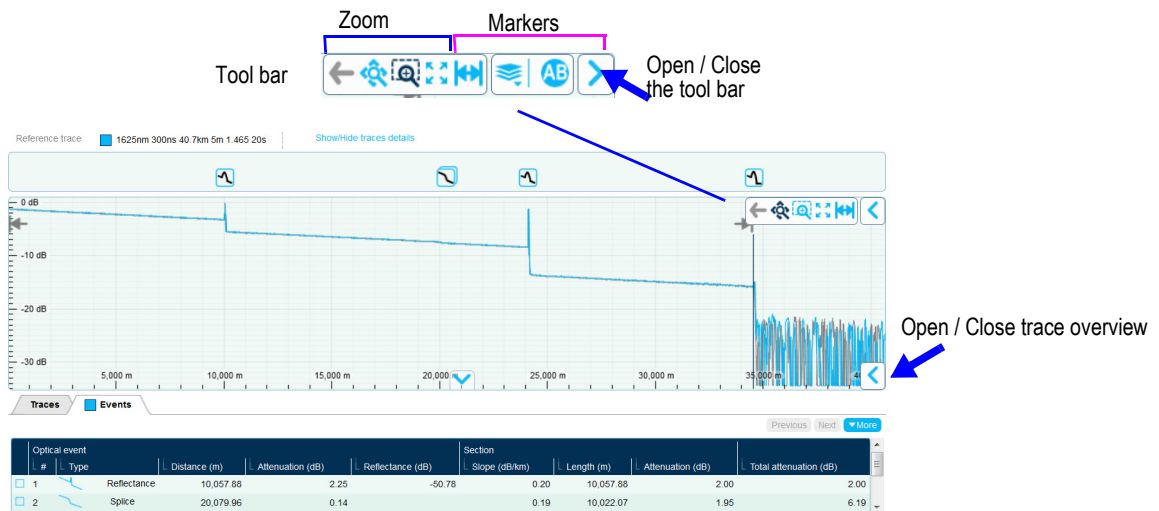 Zoom
Markers
Tool bar
AB
Open / Close
the tool bar
Reference trace
1625nm 300ns 40.7km 5m 1.465 20s
Show/Hide traces details
0 dB
-10 dB
-20 dB
-30 dB
5,000 m
10,000 m
15,000 m
20,000 m
25,000 m
30,000 m
35,000 m
Open / Close trace overview
Traces
Events
Previous
Next
More
Optical event
Section
# Type Distance (m) Attenuation (dB) Reflectance (dB) Slope (dB/km) Length (m) Attenuation (dB) Total attenuation (dB)
1 Reflectance 10,057.88 2.25 -50.78 0.20 10,057.88 2.00 2.00
2 Splice 20,079.96 0.14 0.19 10,022.07 1.95 6.19